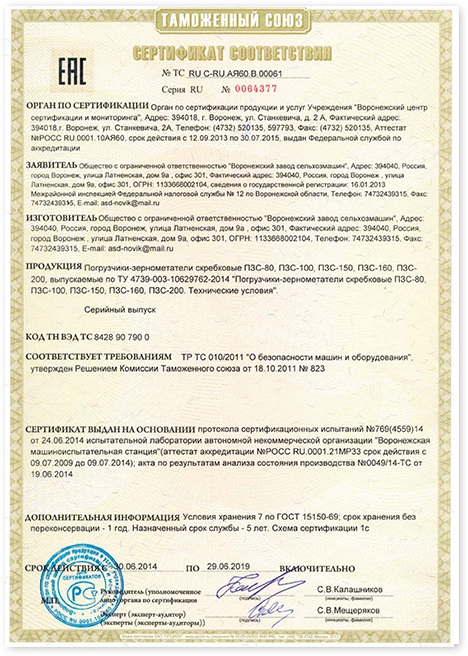 ТАМОЖЕННЫЙ СОЮЗ
СЕРТИФИКАТ СООТВЕТСТВИЯ
ЕАС
№ ТС RU C-RU.АЯ60.В.00061
Серия RU № 0064377
ОРГАН ПО СЕРТИФИКАЦИИ Орган по сертификации продукции и услуг Учреждения "Воронежский центр
сертификации и мониторинга", Адрес: 394018, г. Воронеж, ул. Станкевича, д. 2 А, Фактический адрес:
394018,г. Воронеж, ул. Станкевича, 2А, Телефон: (4732) 520135, 597793, Факс: (4732) 520135, Аттестат
№РОСС RU.0001.10АЯ60, срок действия с 12.09.2013 по 30.07.2015, выдан Федеральной службой по
аккредитации
ЗАЯВИТЕЛЬ Общество с ограниченной ответственностью "Воронежский завод сельхозмашин", Адрес: 394040, Россия,
город Воронеж, улица Латненская, дом 9а, офис 301, Фактический адрес: 394040, Россия, город Воронеж, улица
Латненская, дом 9а, офис 301, ОГРН: 1133668002104, сведения о государственной регистрации: 16.01.2013
Межрайонной инспекцией Федеральной налоговой службы № 12 по Воронежской области, Телефон: 74732439315, Факс:
74732439315, E-mail: asd-novik@mail.ru
ИЗГОТОВИТЕЛЬ Общество с ограниченной ответственностью "Воронежский завод сельхозмашин", Адрес:
394040, Россия, город Воронеж, улица Латненская, дом 9а, офис 301, Фактический адрес: 394040, Россия,
город Воронеж , улица Латненская, дом 9а, офис 301, ОГРН: 1133668002104, Телефон: 74732439315, Факс:
74732439315, E-mail: asd-novik@mail.ru
ПРОДУКЦИЯ Погрузчики-зернометатели скребковые ПЗС-80, ПЗС-100, ПЗС-150, ПЗС-160, ПЗС-
200, выпускаемые по ТУ 4739-003-10629762-2014 "Погрузчики-зернометатели скребковые ПЗС-80,
ПЗС-100, ПЗС-150, ПЗС-160, ПЗС-200. Технические условия".
Серийный выпуск
КОД ТН ВЭД ТС 8428 90 790 0
СООТВЕТСТВУЕТ ТРЕБОВАНИЯМ ТР ТС 010/2011 "О безопасности машин и оборудования",
утвержден Решением Комиссии Таможенного союза от 18.10.2011 № 823
СЕРТИФИКАТ ВЫДАН НА ОСНОВАНИИ протокола сертификационных испытаний №769(4559)14
от 24.06.2014 испытательной лаборатории автономной некоммерческой организации "Воронежская
машиноиспытательная станция"(аттестат аккредитации №РОСС RU.0001.21МР33 срок действия с
09.07.2009 до 09.07.2014); акта по результатам анализа состояния производства №0049/14-ТС от
19.06.2014
ДОПОЛНИТЕЛЬНАЯ ИНФОРМАЦИЯ Условия хранения 7 по ГОСТ 15150-69; срок хранения без
переконсервации - 1 год. Назначенный срок службы - 5 лет. Схема сертификации 1с
СРОК ДЕЙСТВИЯ С 30.06.2014 ПО 29.06.2019 ВКЛЮЧИТЕЛЬНО
Руководитель (уполномоченное
лицо) органа по сертификации (подпись) С.В.Калашников
Эксперт (эксперт-аудитор)
(эксперты (эксперты-аудиторы)) (подпись) С.В.Мещеряков
ДЛЯ СЕРТИФИКАТОВ